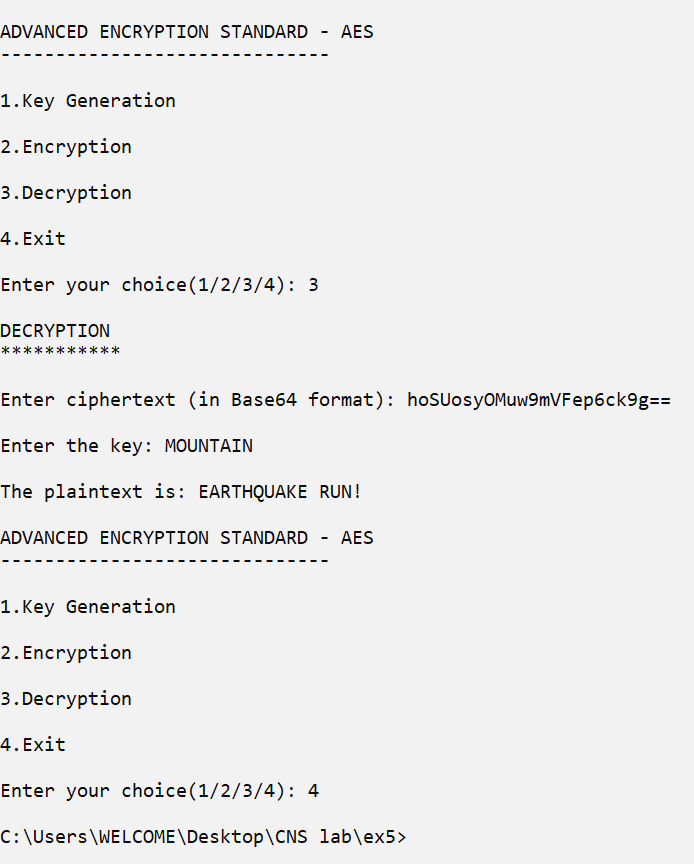 ADVANCED ENCRYPTION STANDARD - AES
------------------------------
1.Key Generation
2.Encryption
3.Decryption
4.Exit
Enter your choice(1/2/3/4): 3
DECRYPTION
***********
Enter ciphertext (in Base64 format): hoSUosyOMuw9mVFep6ck9g==
Enter the key: MOUNTAIN
The plaintext is: EARTHQUAKE RUN!
ADVANCED ENCRYPTION STANDARD - AES
------------------------------
1.Key Generation
2.Encryption
3.Decryption
4.Exit
Enter your choice(1/2/3/4): 4
C:\Users\WELCOME\Desktop\CNS lab\ex5>